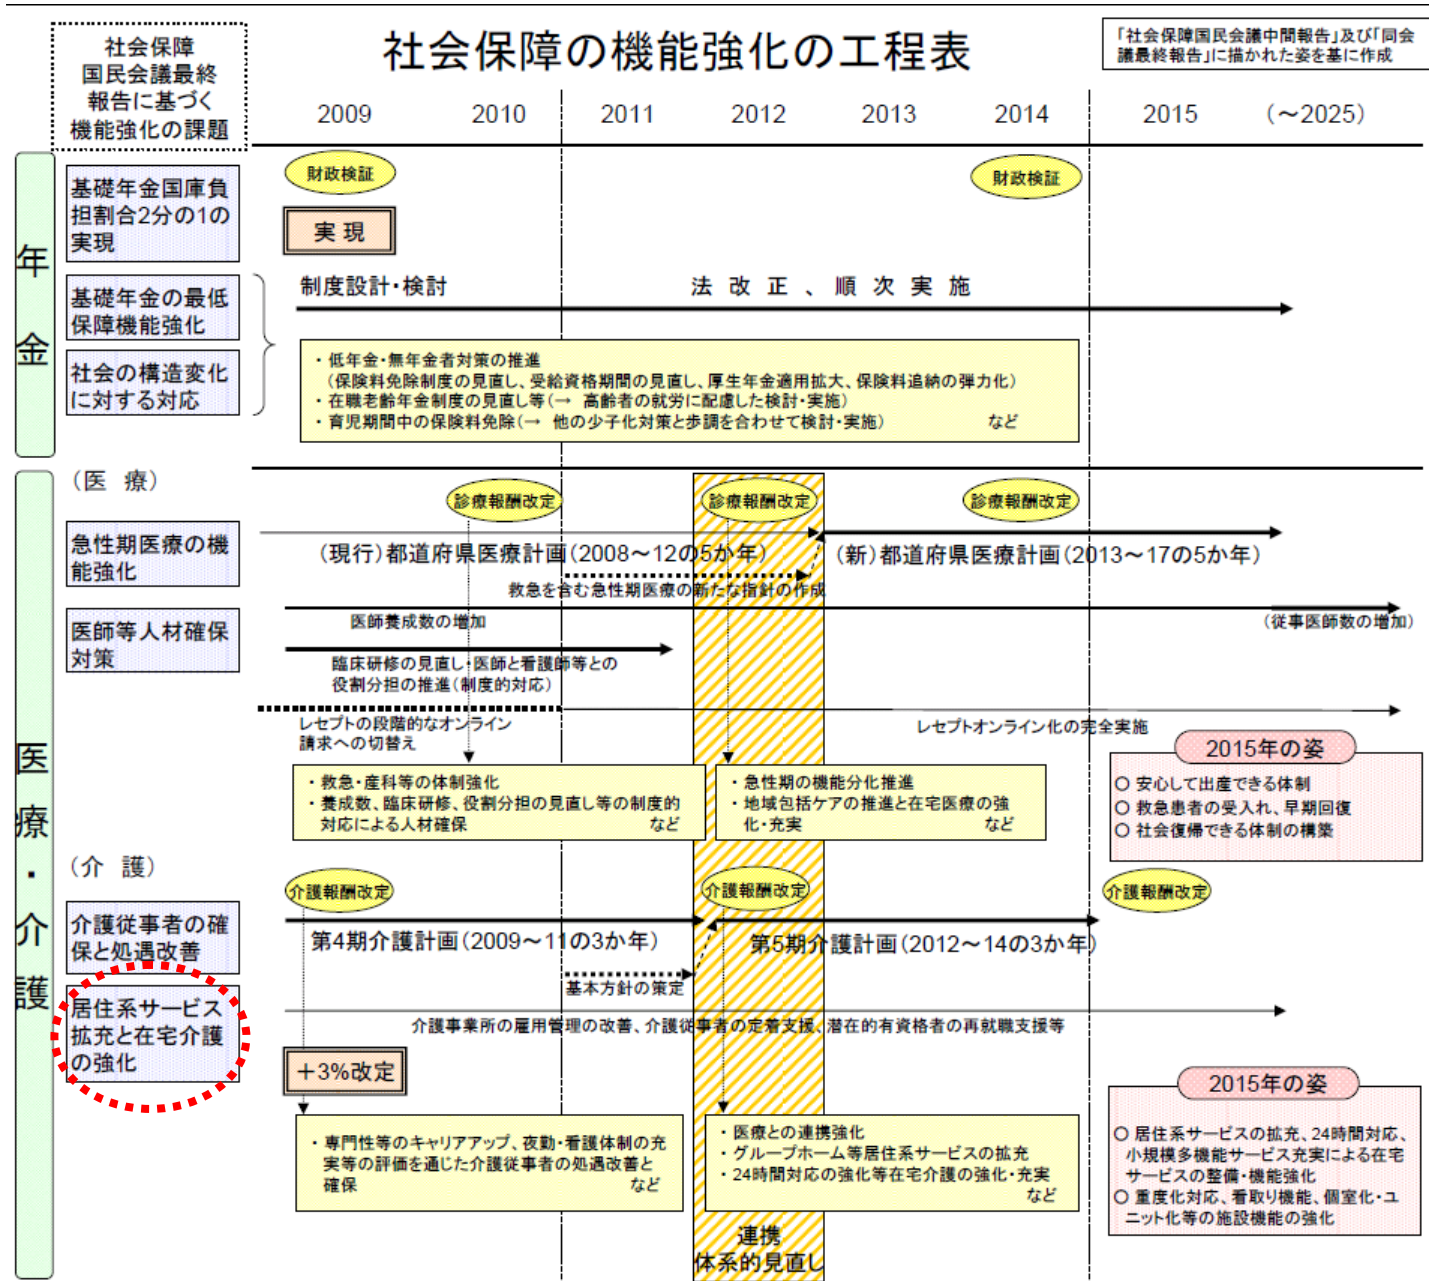 社会保障
国民会議最終
報告に基づく
機能強化の課題
社会保障の機能強化の工程表
「社会保障国民会議中間報告」及び「同会
議最終報告」に描かれた姿を基に作成
2009
2010
2011
2012
2013
2014
2015
(～2025)
年金
基礎年金国庫負
担割合2分の1の
実現
財政検証
財政検証
実現
基礎年金の最低
保障機能強化
社会の構造変化
に対する対応
制度設計・検討
法改正、順次実施
・低年金・無年金者対策の推進
(保険料免除制度の見直し、受給資格期間の見直し、厚生年金適用拡大、保険料追納の弾力化)
・在職老齢年金制度の見直し等(→ 高齢者の就労に配慮した検討・実施)
・育児期間中の保険料免除(→ 他の少子化対策と歩調を合わせて検討・実施) など
医療・介護
(医 療)
診療報酬改定
診療報酬改定
診療報酬改定
急性期医療の機
能強化
(現行)都道府県医療計画(2008～12の5か年)
(新)都道府県医療計画(2013～17の5か年)
救急を含む急性期医療の新たな指針の作成
医師等人材確保
対策
医師養成数の増加
(従事医師数の増加)
臨床研修の見直し・医師と看護師等との
役割分担の推進(制度的対応)
レセプトの段階的なオンライン
請求への切替え
レセプトオンライン化の完全実施
・救急・産科等の体制強化
・養成数、臨床研修、役割分担の見直し等の制度的
対応による人材確保 など
・急性期の機能分化推進
・地域包括ケアの推進と在宅医療の強
化・充実 など
2015年の姿
○ 安心して出産できる体制
○ 救急患者の受入れ、早期回復
○ 社会復帰できる体制の構築
(介 護)
介護報酬改定
介護報酬改定
介護報酬改定
介護従事者の確
保と処遇改善
第4期介護計画(2009～11の3か年)
第5期介護計画(2012～14の3か年)
基本方針の策定
居住系サービス
拡充と在宅介護
の強化
介護事業所の雇用管理の改善、介護従事者の定着支援、潜在的有資格者の再就職支援等
＋3%改定
・専門性等のキャリアアップ、夜勤・看護体制の充
実等の評価を通じた介護従事者の処遇改善と
確保 など
・医療との連携強化
・グループホーム等居住系サービスの拡充
・24時間対応の強化等在宅介護の強化・充実
など
2015年の姿
○ 居住系サービスの拡充、24時間対応、
小規模多機能サービス充実による在宅
サービスの整備・機能強化
○ 重度化対応、看取り機能、個室化・ユ
ニット化等の施設機能の強化
連携
体系的見直し